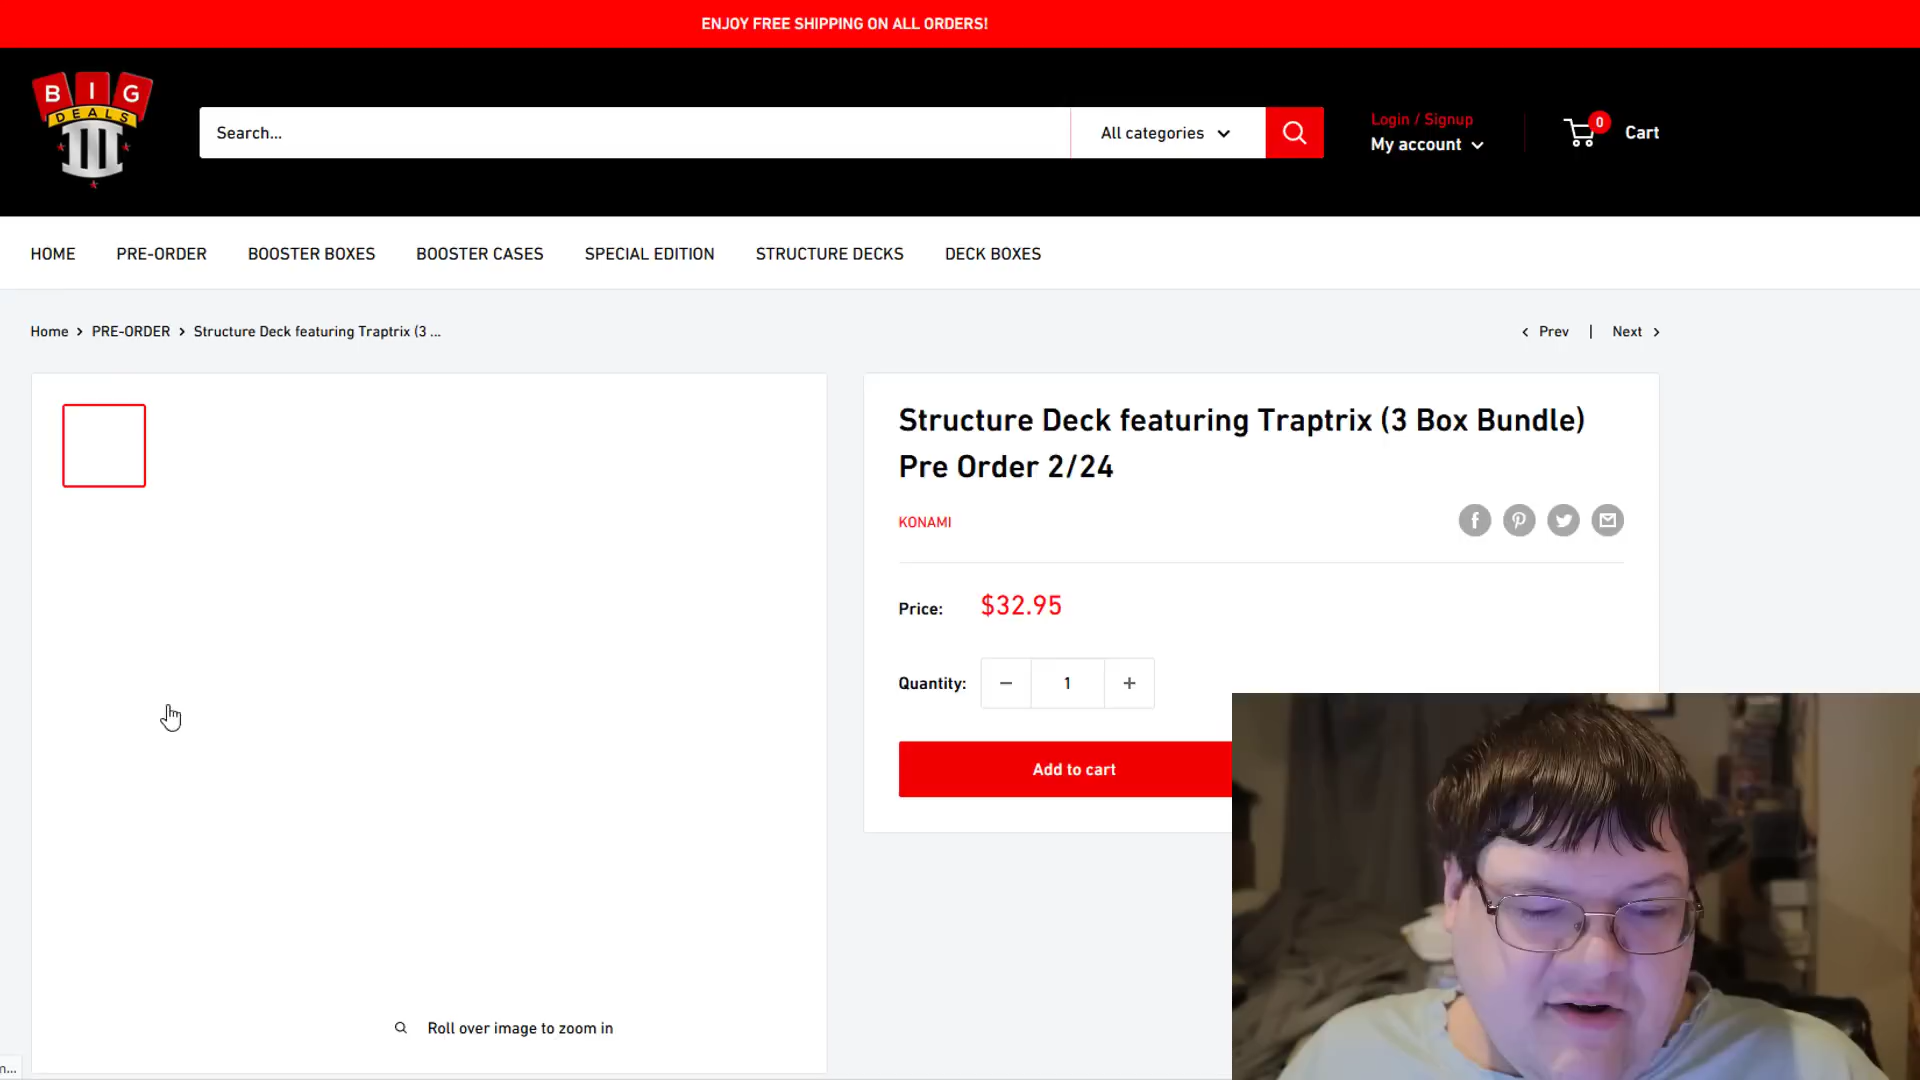 ENJOY FREE SHIPPING ON ALL ORDERS!
BIG
DEALS
III
Search...
All categories
Login / Signup
My account
0
Cart
HOME
PRE-ORDER
BOOSTER BOXES
BOOSTER CASES
SPECIAL EDITION
STRUCTURE DECKS
DECK BOXES
Home > PRE-ORDER > Structure Deck featuring Traptrix (3 ...
< Prev | Next >
Structure Deck featuring Traptrix (3 Box Bundle)
Pre Order 2/24
KONAMI
Price: $32.95
Quantity: − 1 +
Add to cart
Roll over image to zoom in